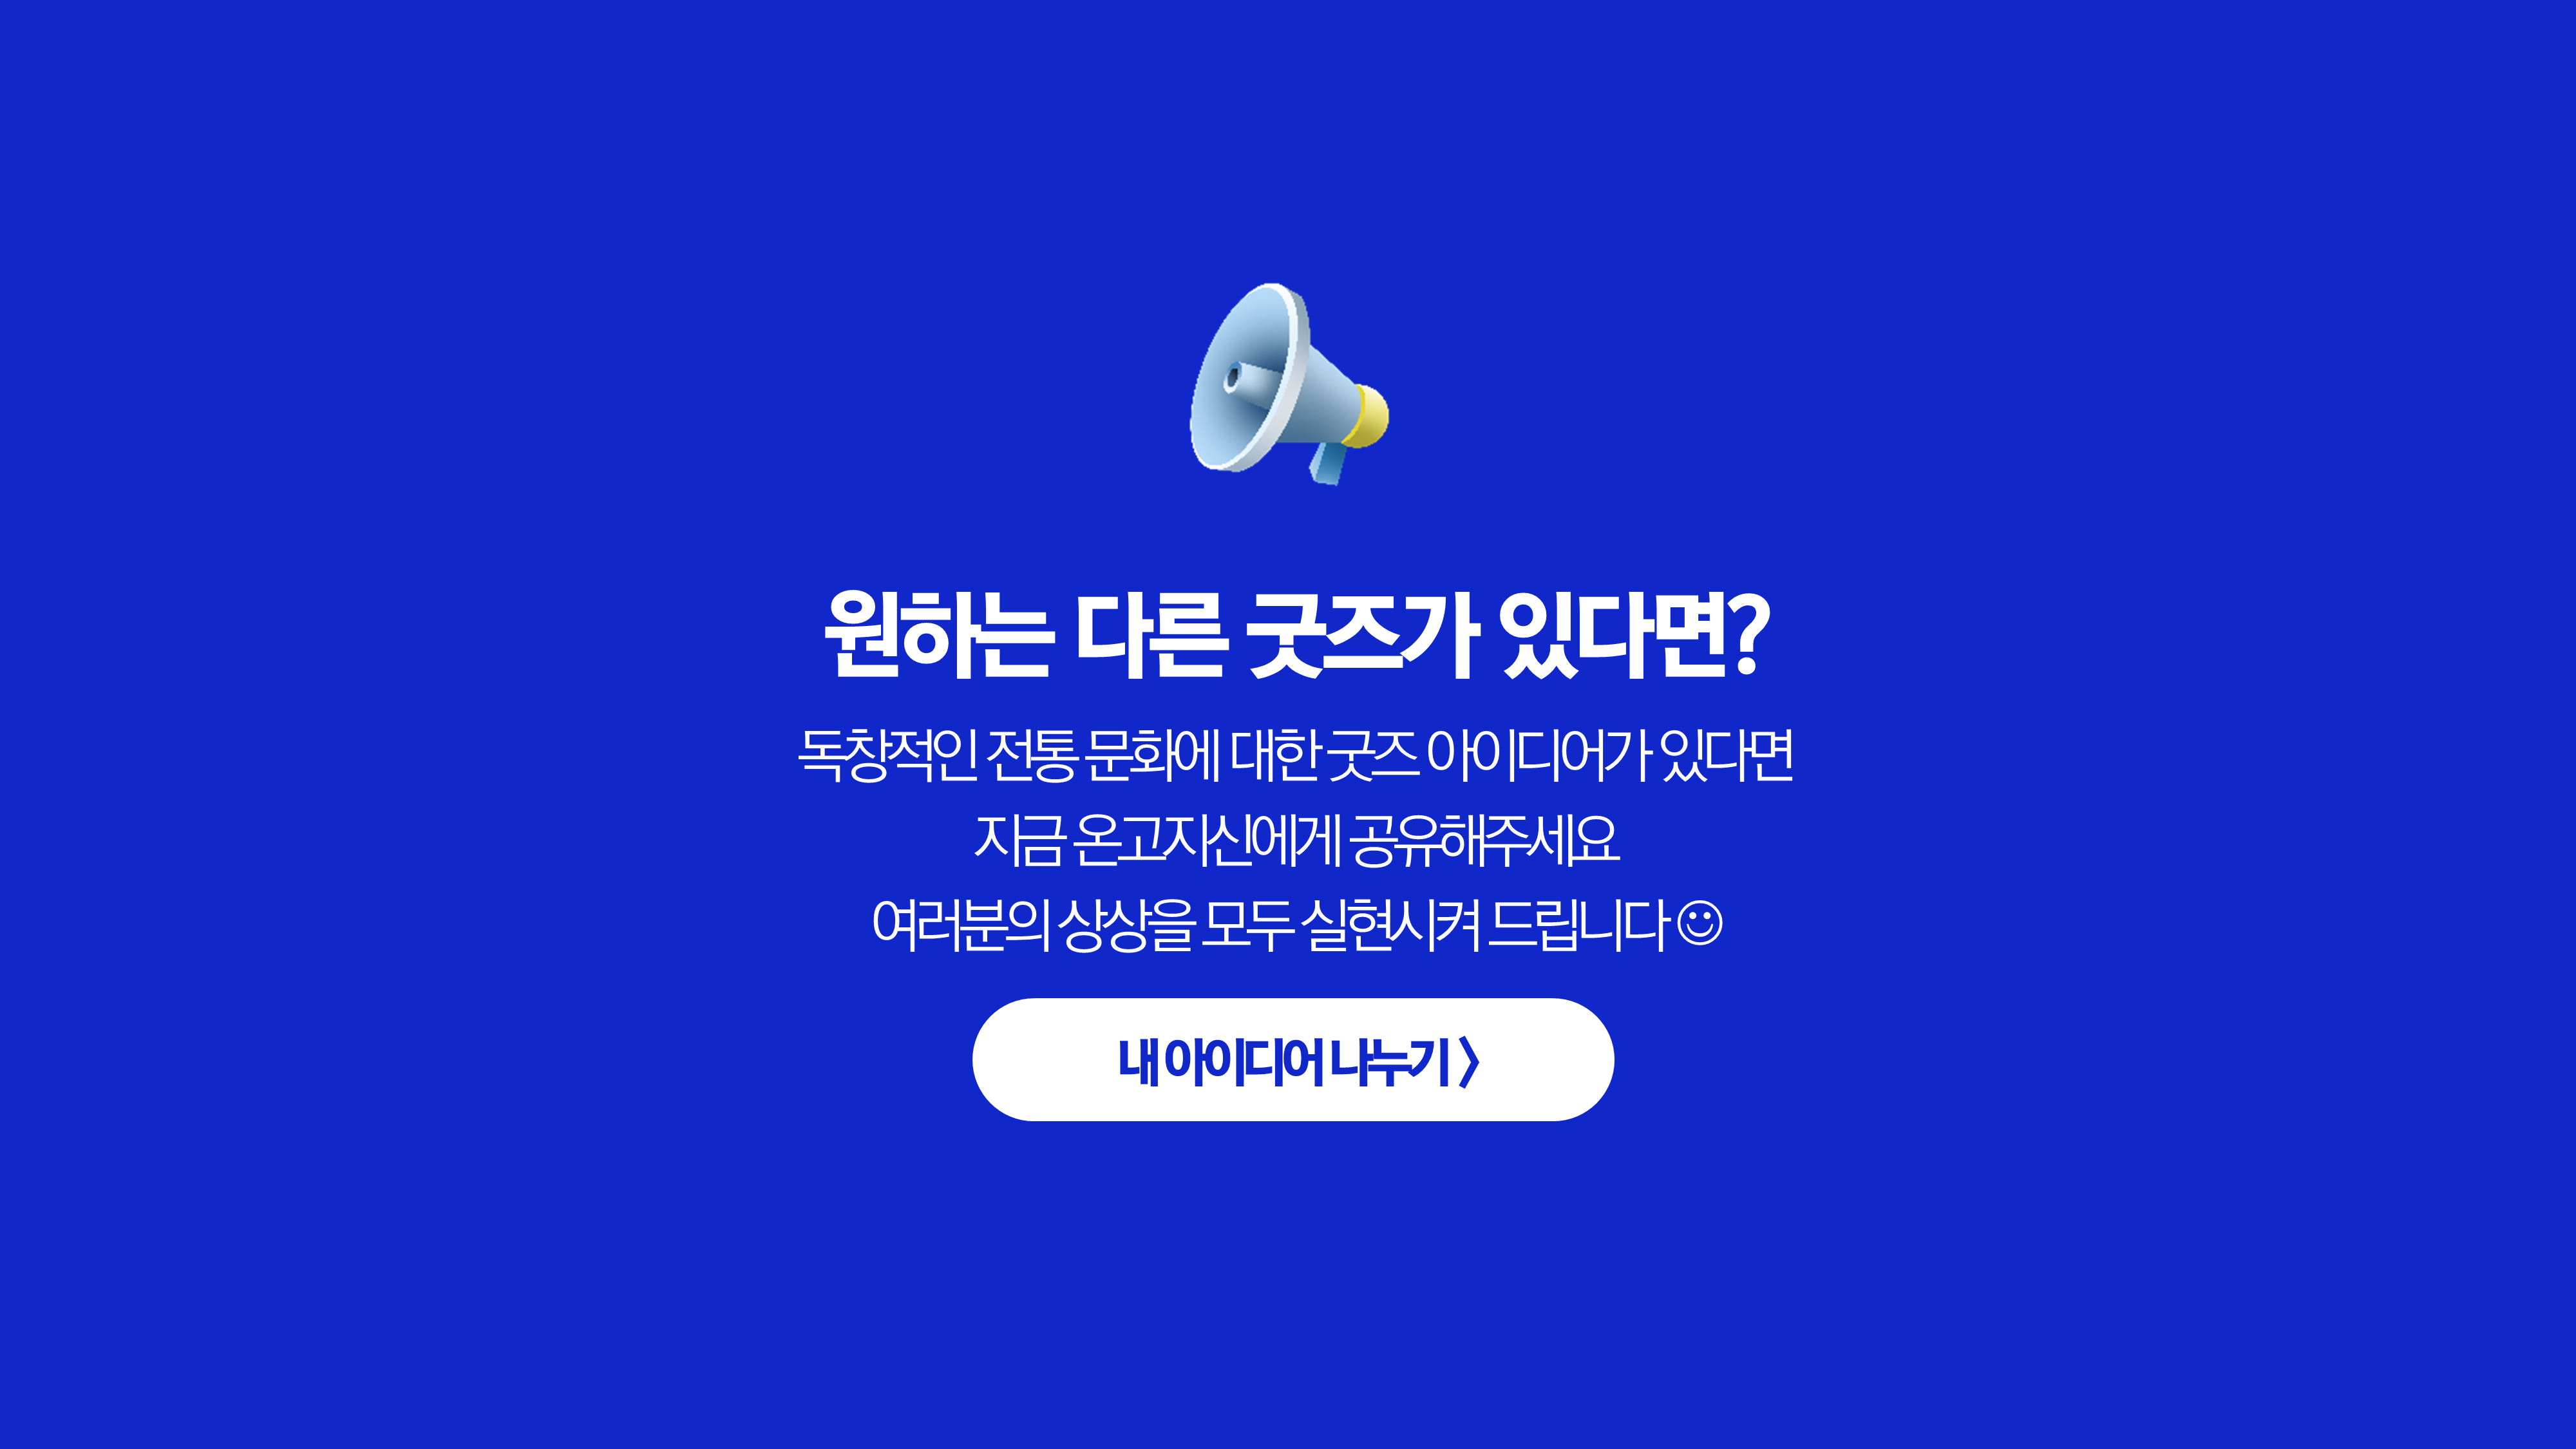 원하는 다른 굿즈가 있다면?
독창적인 전통 문화에 대한 굿즈 아이디어가 있다면
지금 온고지신에게 공유해주세요
여러분의 상상을 모두 실현시켜 드립니다☺
내 아이디어 나누기 〉